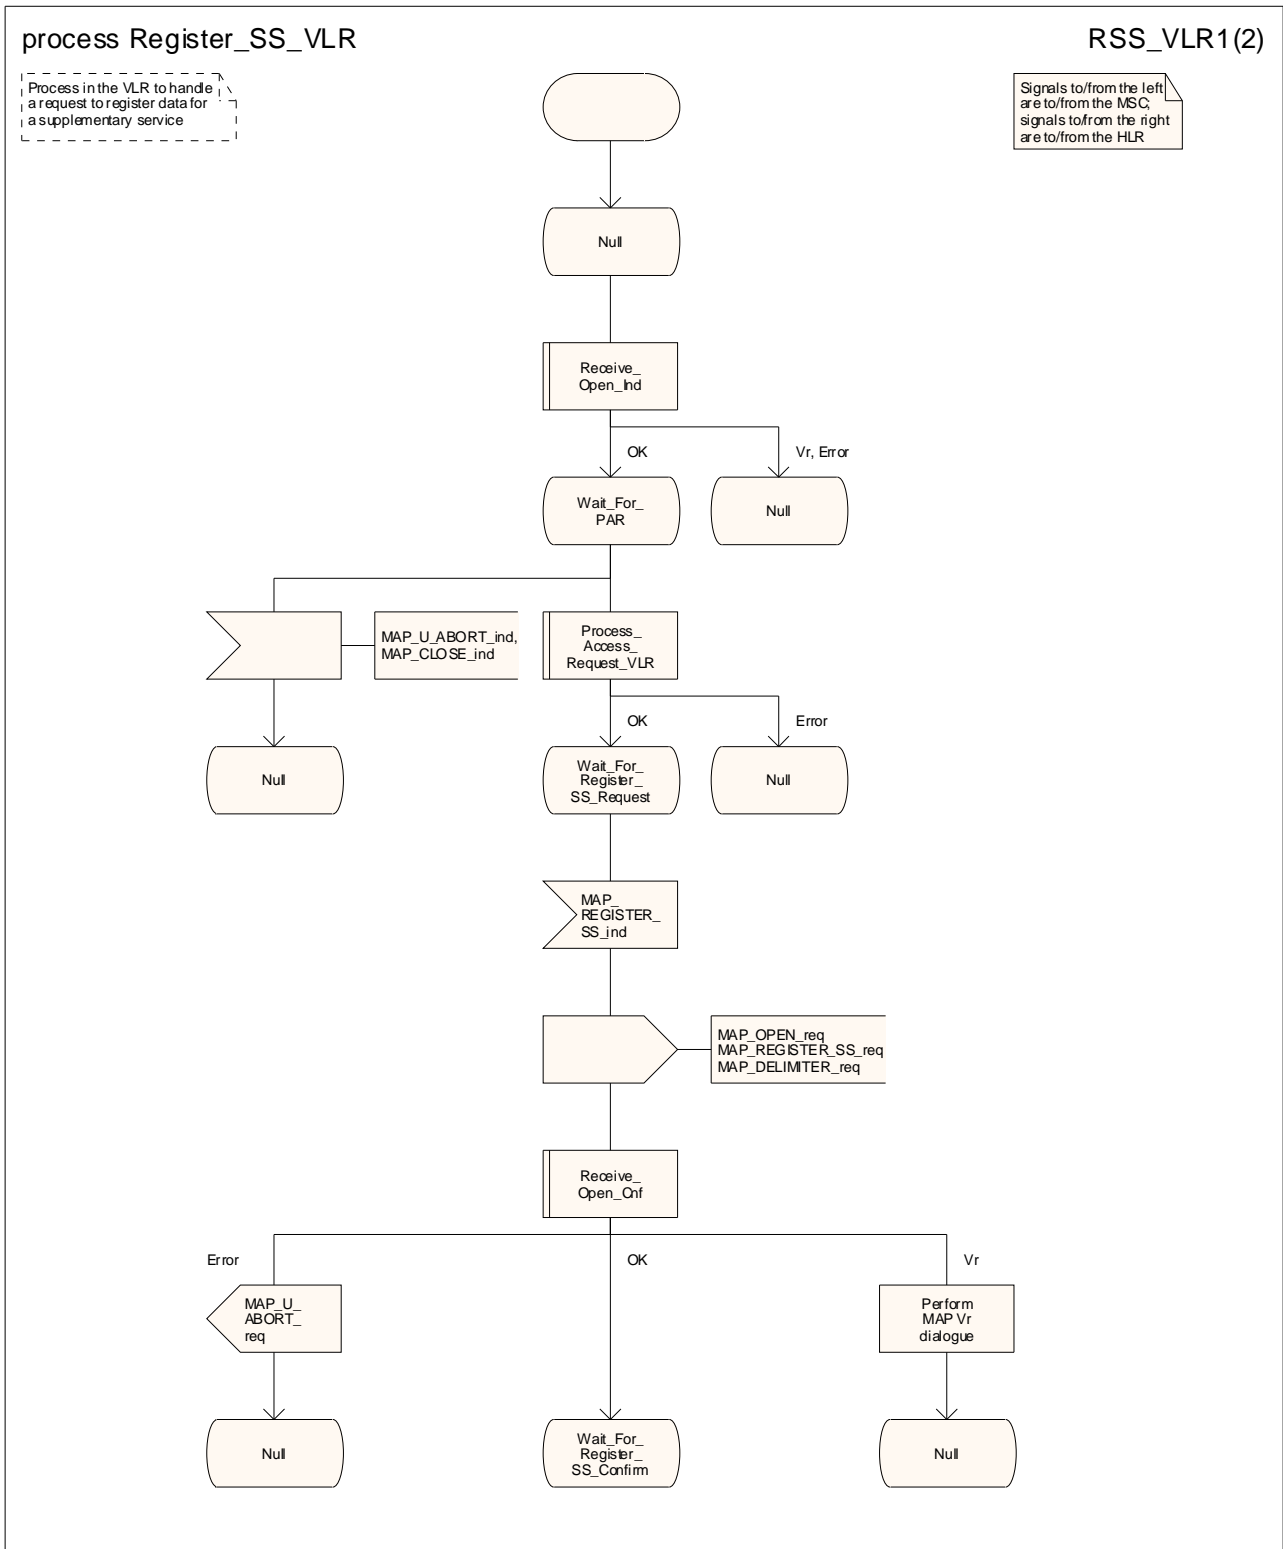 process Register_SS_VLR
RSS_VLR1(2)
Process in the VLR to handle
a request to register data for
a supplementary service
Signals to/from the left
are to/from the MSC;
signals to/from the right
are to/from the HLR
Null
Receive_
Open_Ind
OK
Vr, Error
Wait_For_
PAR
Null
MAP_U_ABORT_ind,
MAP_CLOSE_ind
Process_
Access_
Request_VLR
OK
Error
Null
Wait_For_
Register_
SS_Request
Null
MAP_
REGISTER_
SS_ind
MAP_OPEN_req
MAP_REGISTER_SS_req
MAP_DELIMITER_req
Receive_
Open_Cnf
Error
OK
Vr
MAP_U_
ABORT_
req
Perform
MAP Vr
dialogue
Null
Wait_For_
Register_
SS_Confirm
Null